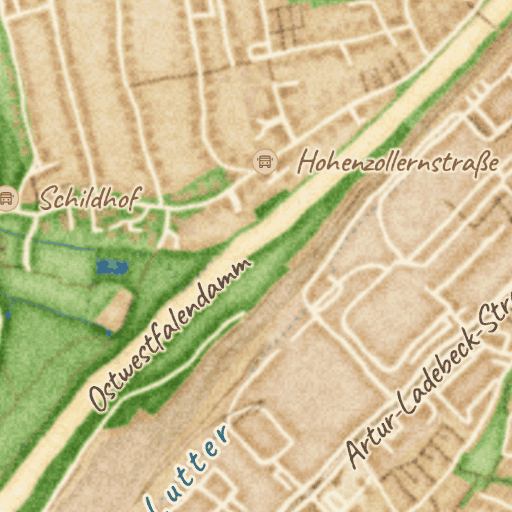 Hohenzollernstraße
Schildhof
Ostwestfalendamm
Artur-Ladebeck-Str
Lutter